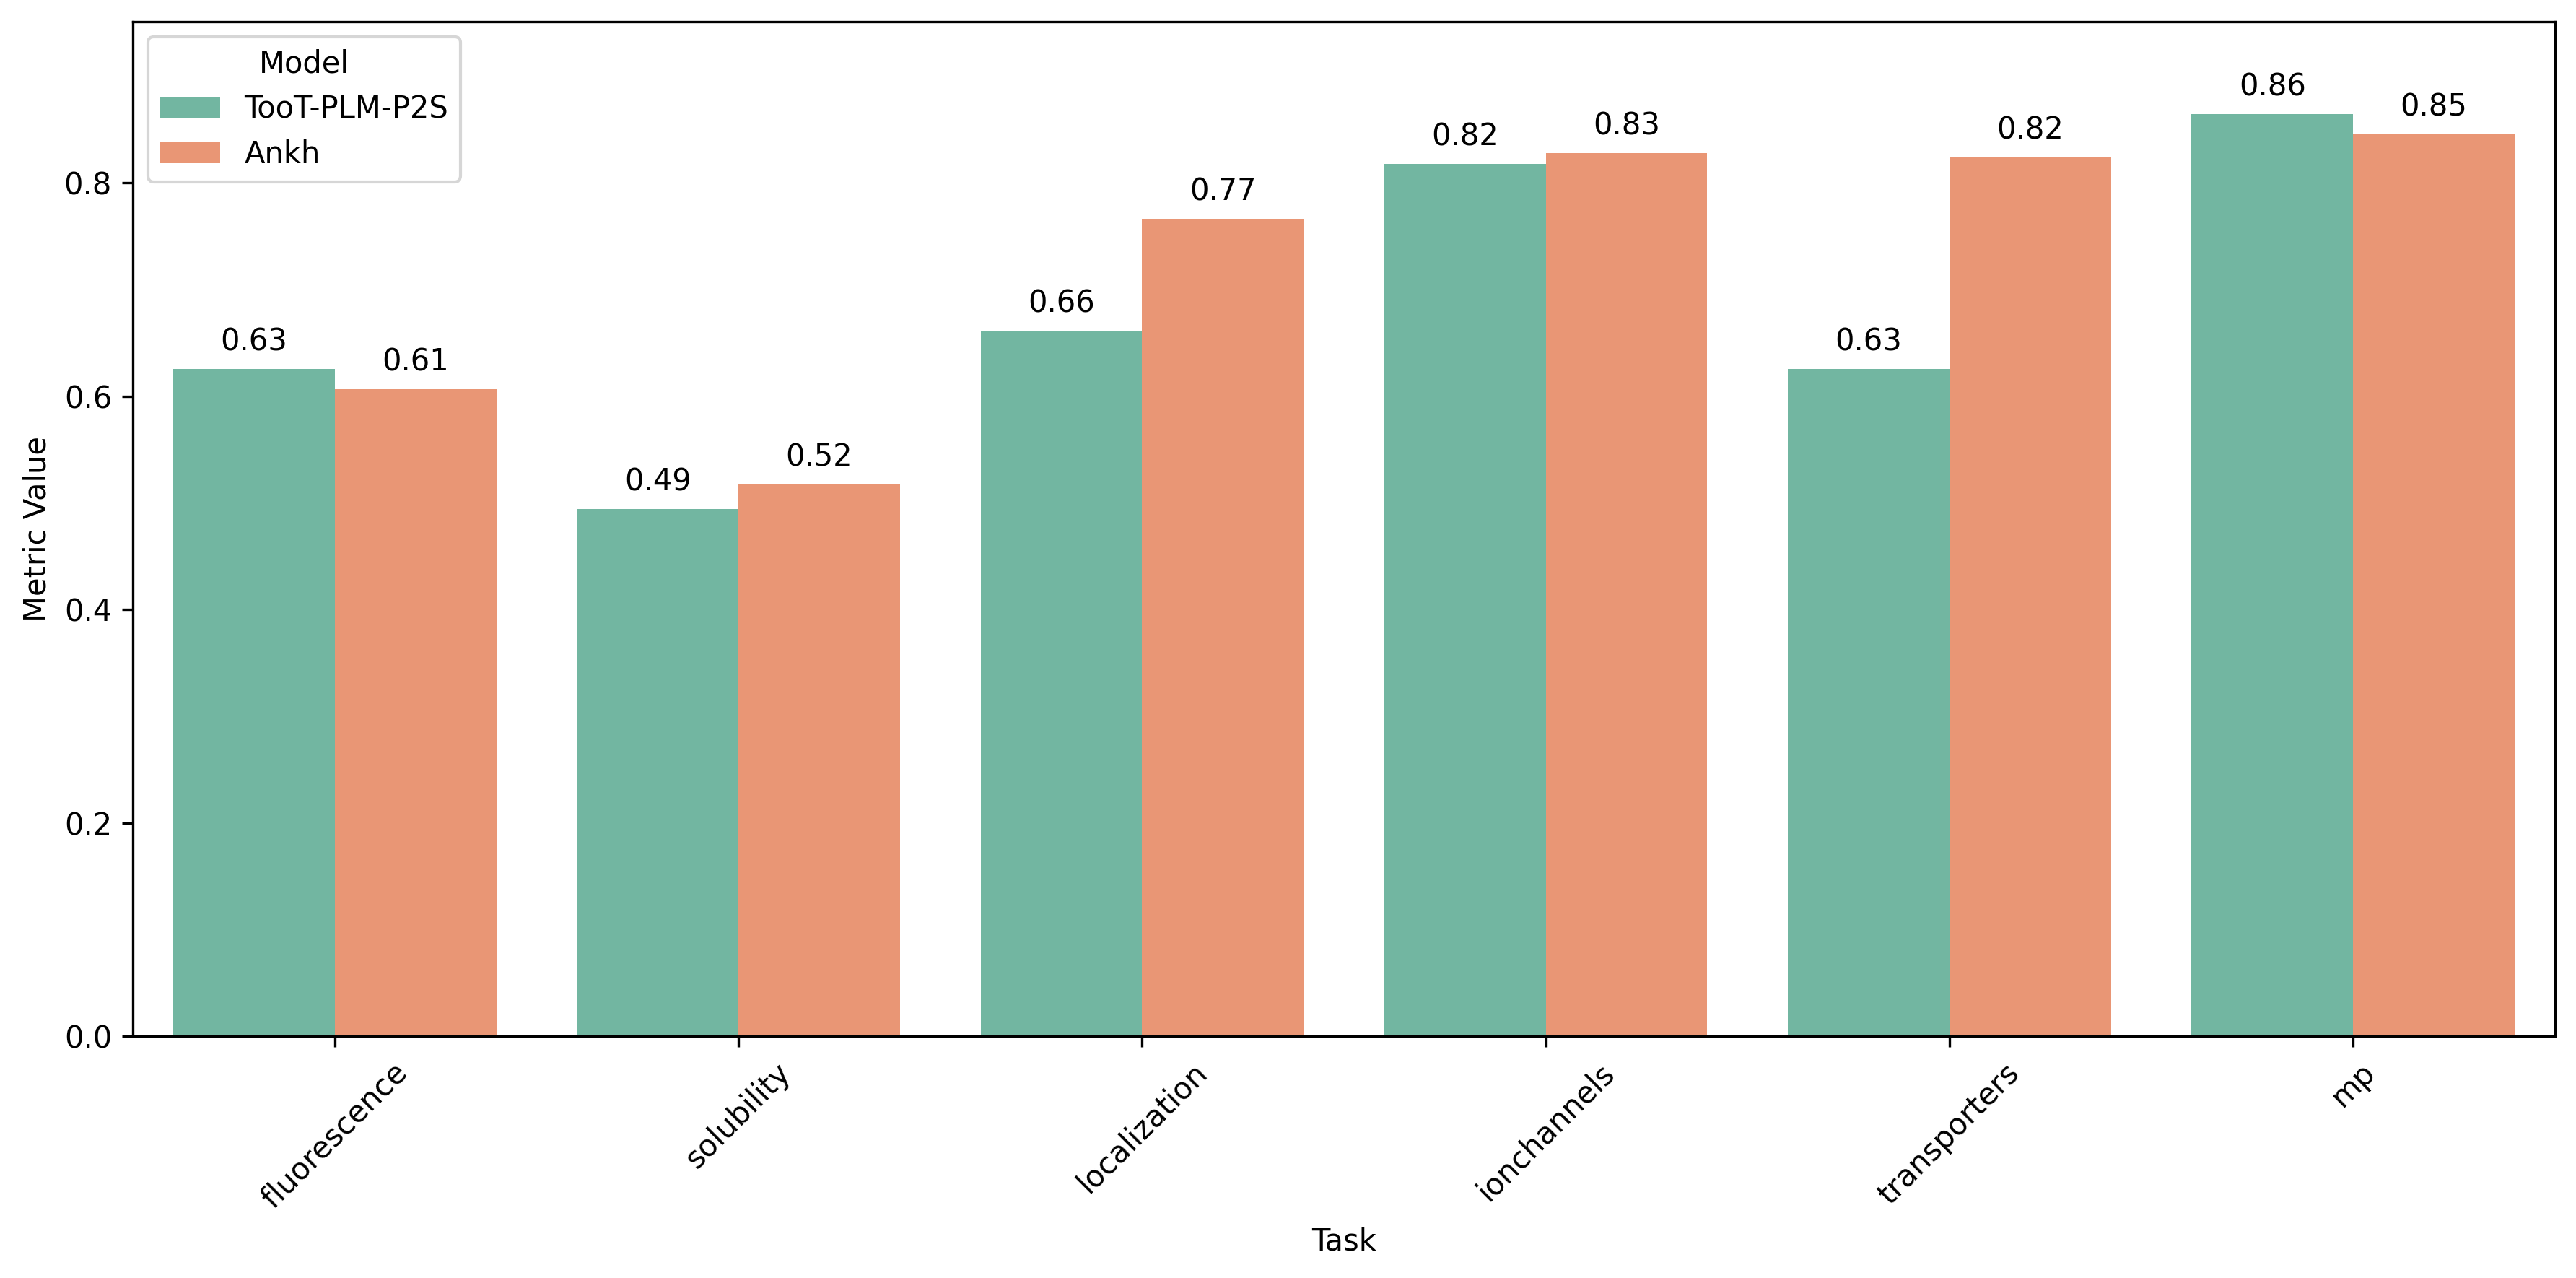 Model
TooT-PLM-P2S
Ankh
Metric Value
0.8
0.6
0.4
0.2
0.0
0.63
0.61
0.49
0.52
0.66
0.77
0.82
0.83
0.63
0.82
0.86
0.85
fluorescence
solubility
localization
ionchannels
transporters
mp
Task